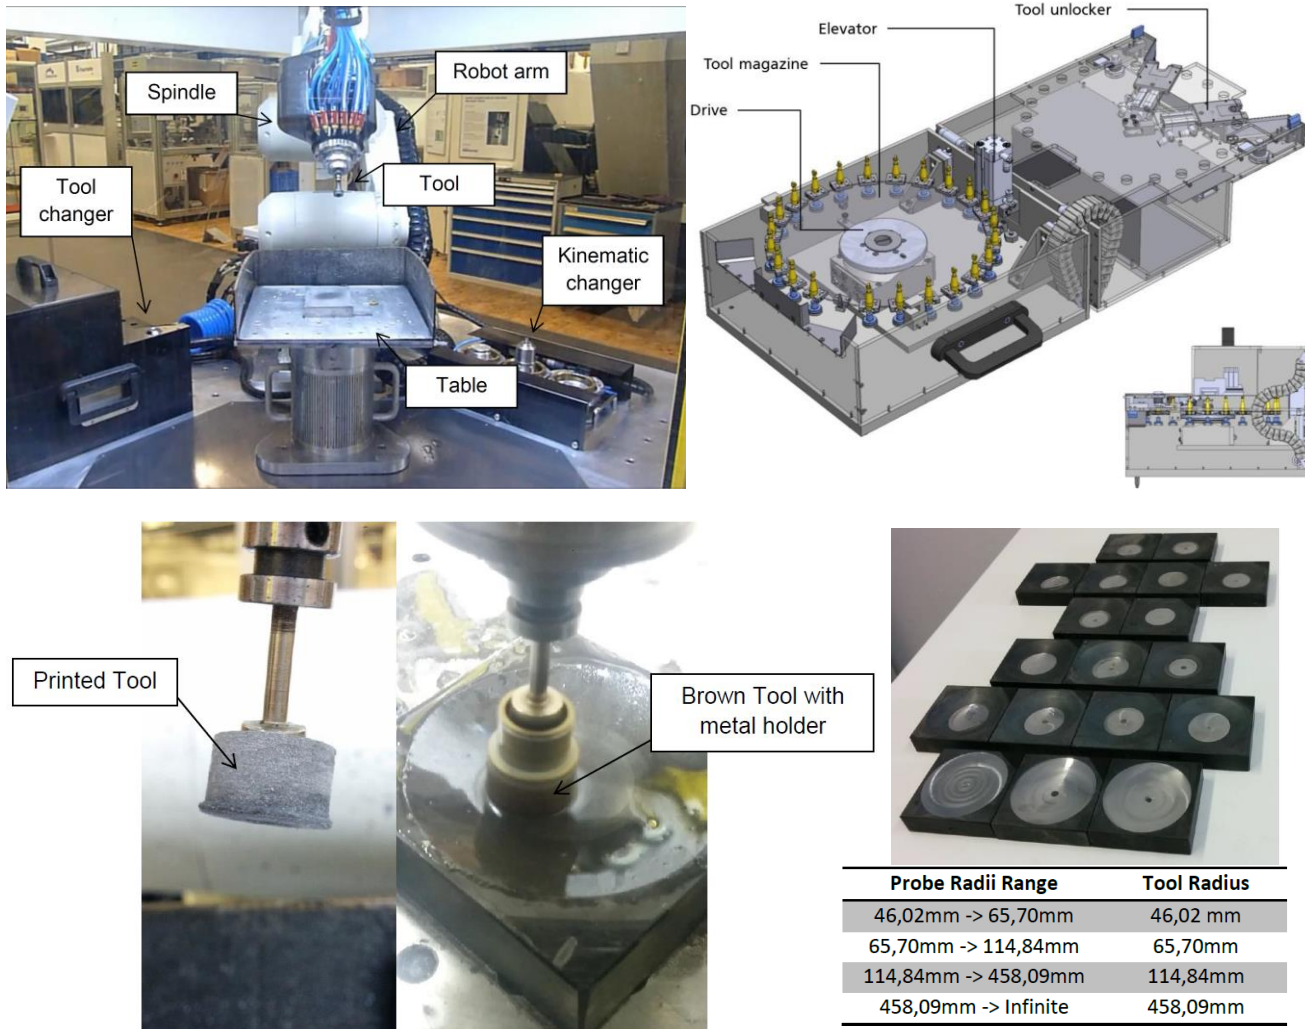 Spindle
Robot arm
Tool
Tool
changer
Kinematic
changer
Table
Tool unlocker
Elevator
Tool magazine
Drive
Printed Tool
Brown Tool with
metal holder
Probe Radii Range Tool Radius
46,02mm -> 65,70mm 46,02 mm
65,70mm -> 114,84mm 65,70mm
114,84mm -> 458,09mm 114,84mm
458,09mm -> Infinite 458,09mm